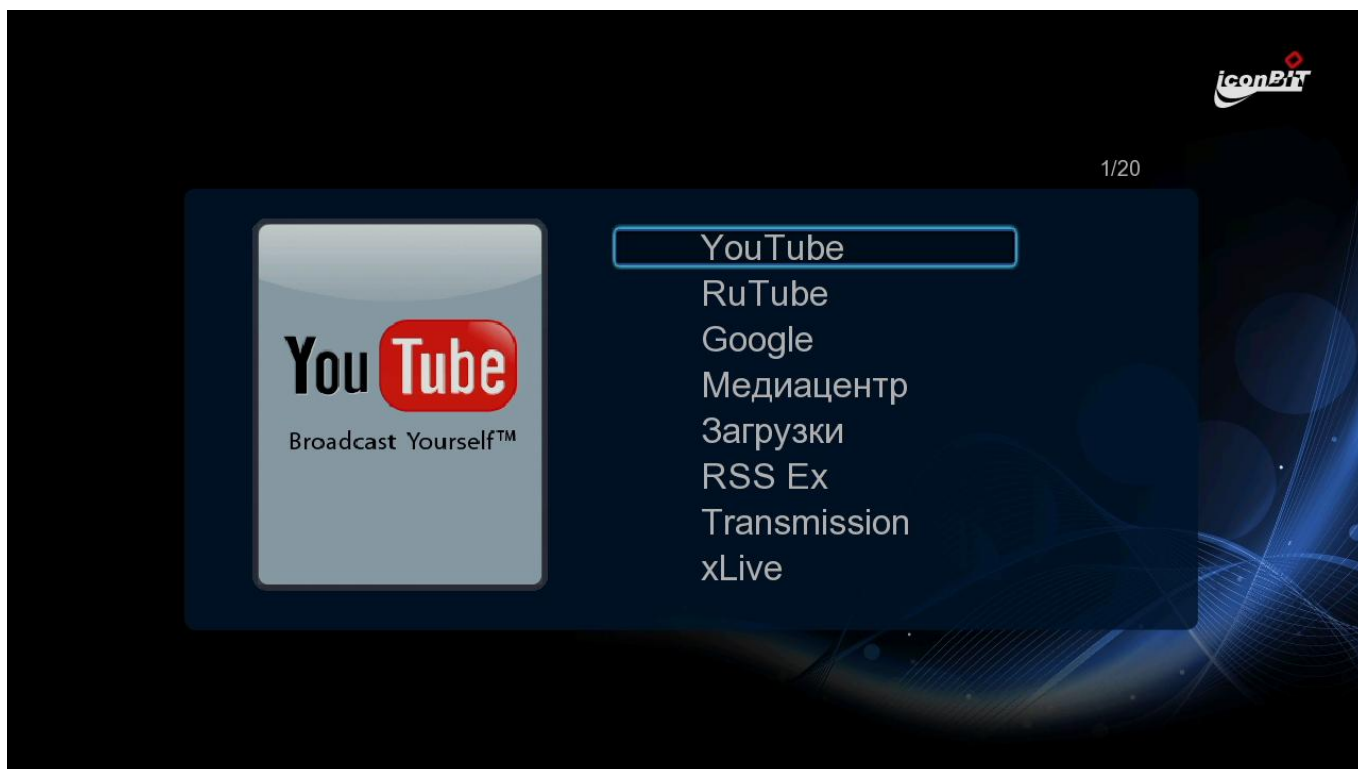 iconBIT
1/20
YouTube
RuTube
Google
Медиацентр
Загрузки
RSS Ex
Transmission
xLive
You Tube
Broadcast Yourself™